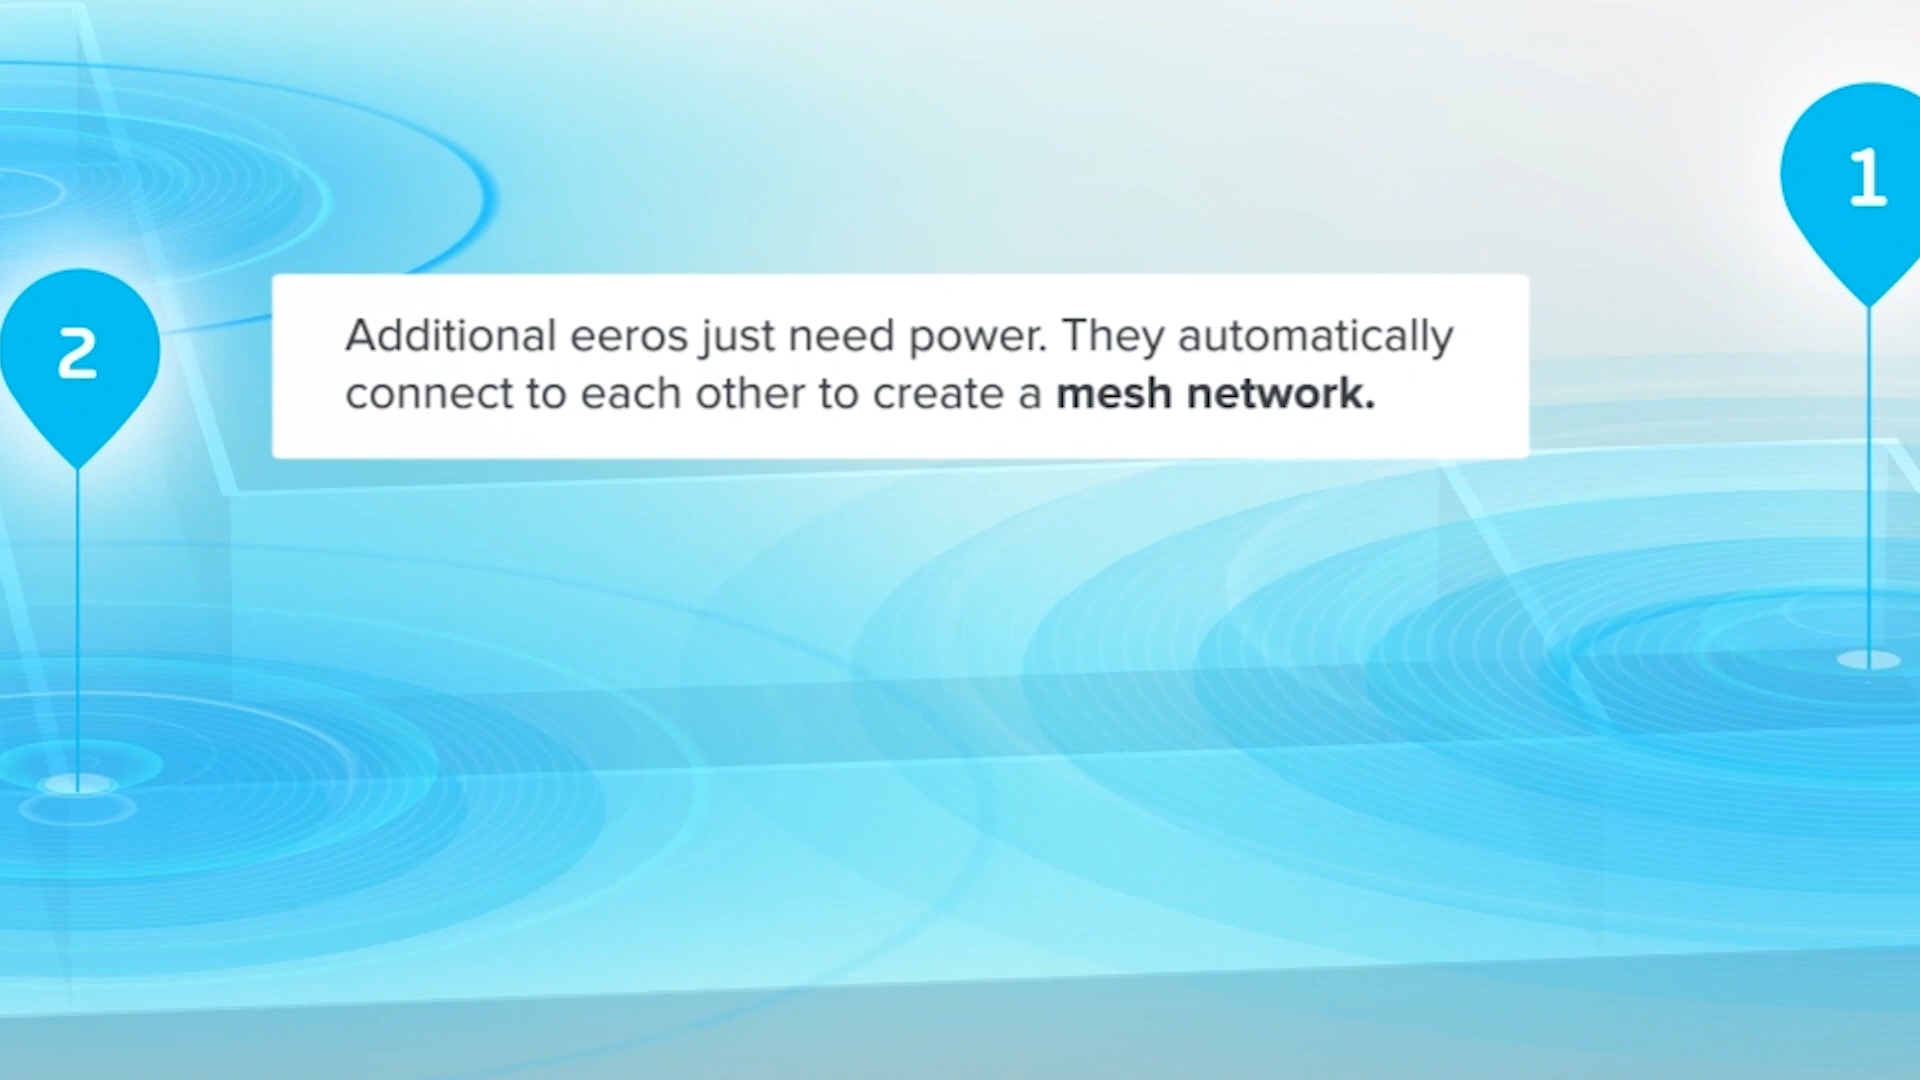 1
2
Additional eeros just need power. They automatically
connect to each other to create a mesh network.